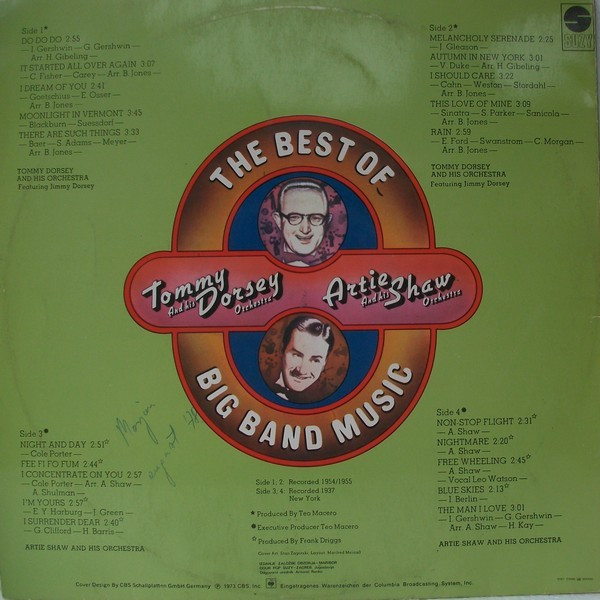 Side 1*
DO DO DO 2:55
— I. Gershwin — G. Gershwin —
Arr. H. Gibeling —
IT STARTED ALL OVER AGAIN 3:07
— C. Fisher — Carey — Arr. B. Jones —
I DREAM OF YOU 2:41
— Goetschius — E. Osser —
Arr. B. Jones —
MOONLIGHT IN VERMONT 3:45
— Blackburn — Suessdorf —
THERE ARE SUCH THINGS 3:33
— Baer — S. Adams — Meyer —
Arr. B. Jones —
TOMMY DORSEY
AND HIS ORCHESTRA
Featuring Jimmy Dorsey
SUZY
Side 2*
MELANCHOLY SERENADE 2:25
— J. Gleason —
AUTUMN IN NEW YORK 3:01
— V. Duke — Arr. H. Gibeling —
I SHOULD CARE 3:22
— Cahn — Weston — Stordahl —
Arr. B. Jones —
THIS LOVE OF MINE 3:09
— Sinatra — S. Parker — Sanicola —
Arr. B. Jones —
RAIN 2:59
— E. Ford — Swanstrom — C. Morgan —
Arr. B. Jones —
TOMMY DORSEY
AND HIS ORCHESTRA
Featuring Jimmy Dorsey
THE BEST OF
Tommy Dorsey
And his Orchestra
Artie Shaw
And his Orchestra
BIG BAND MUSIC
Side 3*
NIGHT AND DAY 2:51☆
— Cole Porter —
FEE FI FO FUM 2:44☆
I CONCENTRATE ON YOU 2:57
— Cole Porter — Arr. A. Shaw —
A. Shulman —
I'M YOURS 2:57☆
— E. Y. Harburg — J. Green —
I SURRENDER DEAR 2:40☆
— G. Clifford — H. Barris —
ARTIE SHAW AND HIS ORCHESTRA
Side 4*
NON-STOP FLIGHT 2:31☆
— A. Shaw —
NIGHTMARE 2:20☆
— A. Shaw —
FREE WHEELING 2:45☆
— A. Shaw —
— Vocal Leo Watson —
BLUE SKIES 2:13☆
— I. Berlin —
THE MAN I LOVE 3:01
— I. Gershwin — G. Gershwin —
Arr. A. Shaw — H. Kay —
ARTIE SHAW AND HIS ORCHESTRA
Side 1, 2: Recorded 1954/1955
Side 3, 4: Recorded 1937
New York
* Produced By Teo Macero
*Executive Producer Teo Macero
☆ Produced By Frank Driggs
Cover Design By CBS Schallplatten GmbH Germany
© 1972 CBS, Inc.
Eingetragenes Warenzeichen der Columbia Broadcasting System, Inc.